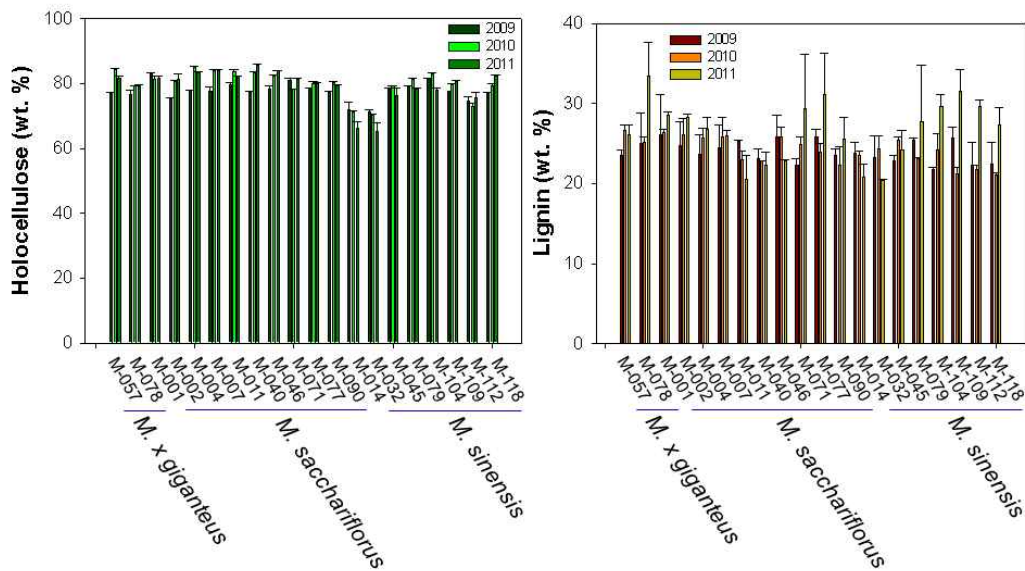 Holocellulose (wt. %)
100
80
60
40
20
0
2009
2010
2011
M-057
M-078
M-001
M-002
M-004
M-007
M-011
M-040
M-046
M-071
M-077
M-090
M-014
M-032
M-045
M-079
M-104
M-109
M-112
M-118
M. x giganteus
M. sacchariflorus
M. sinensis
Lignin (wt. %)
40
30
20
10
0
2009
2010
2011
M-057
M-078
M-001
M-002
M-004
M-007
M-011
M-040
M-046
M-071
M-077
M-090
M-014
M-032
M-045
M-079
M-104
M-109
M-112
M-118
M. x giganteus
M. sacchariflorus
M. sinensis